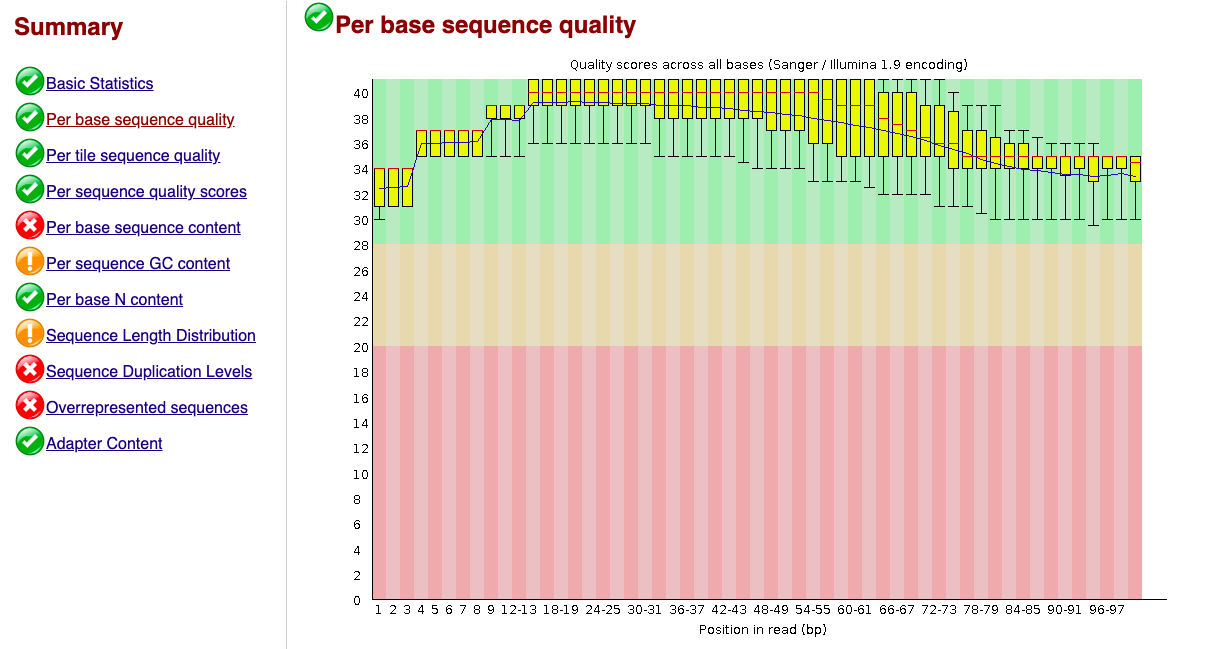 Summary
Basic Statistics
Per base sequence quality
Per tile sequence quality
Per sequence quality scores
Per base sequence content
Per sequence GC content
Per base N content
Sequence Length Distribution
Sequence Duplication Levels
Overrepresented sequences
Adapter Content
Per base sequence quality
Quality scores across all bases (Sanger / Illumina 1.9 encoding)
40
38
36
34
32
30
28
26
24
22
20
18
16
14
12
10
8
6
4
2
0
1 2 3 4 5 6 7 8 9 12-13 18-19 24-25 30-31 36-37 42-43 48-49 54-55 60-61 66-67 72-73 78-79 84-85 90-91 96-97
Position in read (bp)